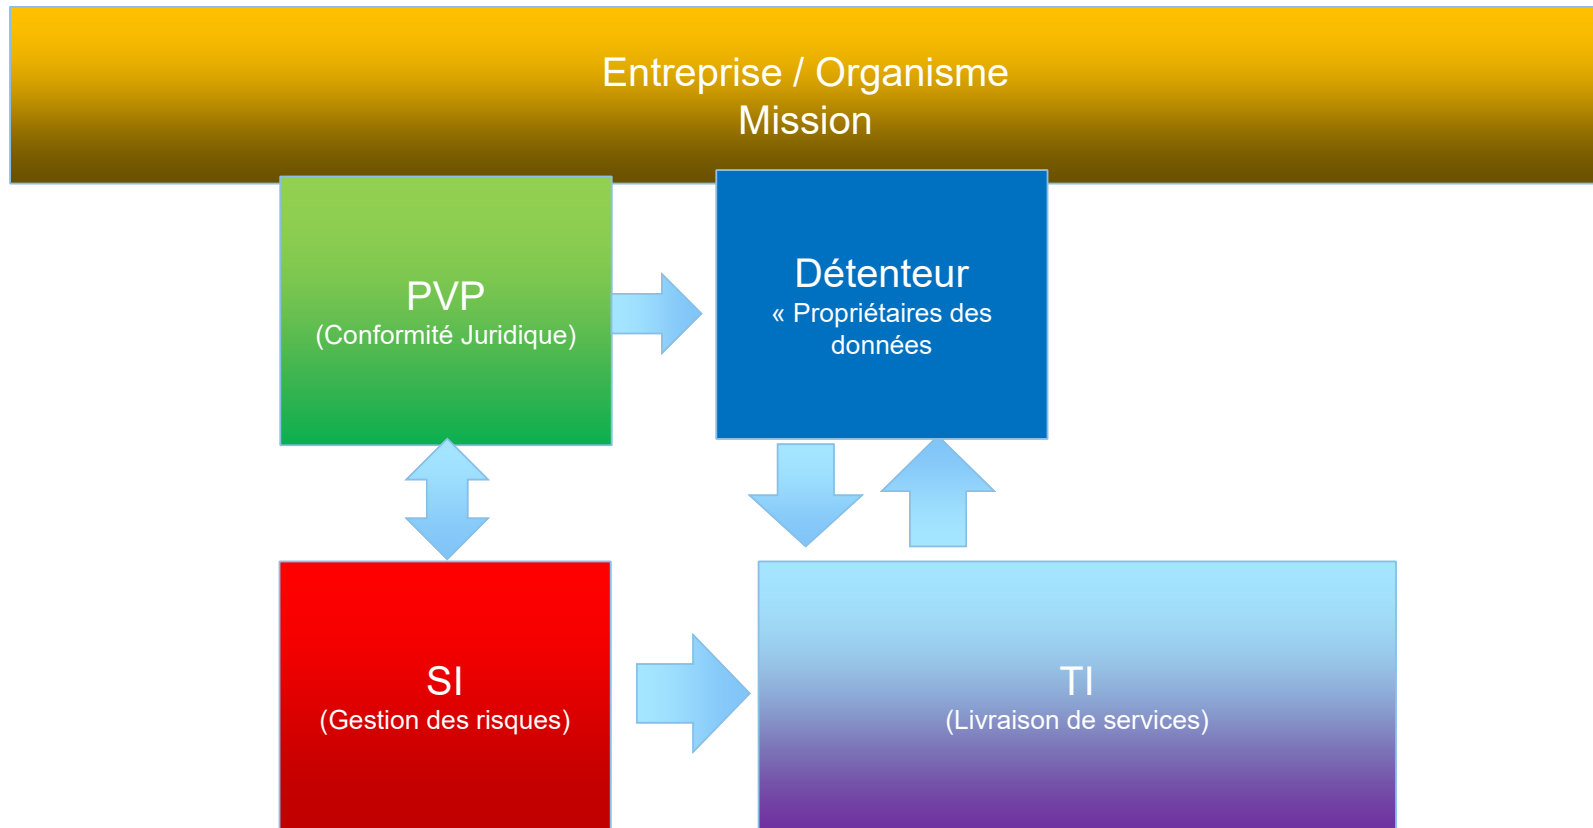 Entreprise / Organisme
Mission
PVP
(Conformité Juridique)
Détenteur
« Propriétaires des
données
SI
(Gestion des risques)
TI
(Livraison de services)